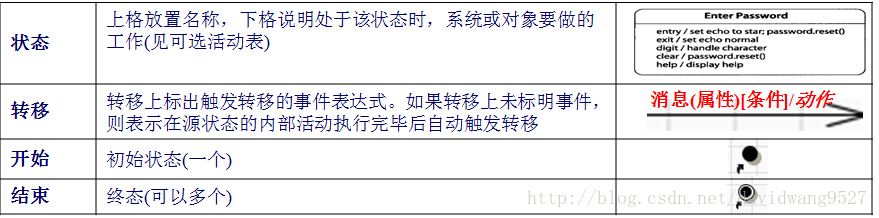 状态
上格放置名称，下格说明处于该状态时，系统或对象要做的
工作(见可选活动表)
Enter Password
entry / set echo to star; password.reset()
exit / set echo normal
digit / handle character
clear / password.reset()
help / display help
转移
转移上标出触发转移的事件表达式。如果转移上未标明事件，
则表示在源状态的内部活动执行完毕后自动触发转移
消息(属性)[条件]/动作
开始
初始状态(一个)
结束
终态(可以多个)
http://blog.csdn.net/davidwang9527